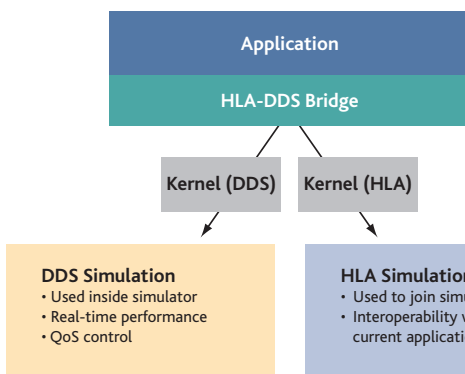 Application
HLA-DDS Bridge
Kernel (DDS)
Kernel (HLA)
DDS Simulation
• Used inside simulator
• Real-time performance
• QoS control
HLA Simulation
• Used to join
• Interoperability
current